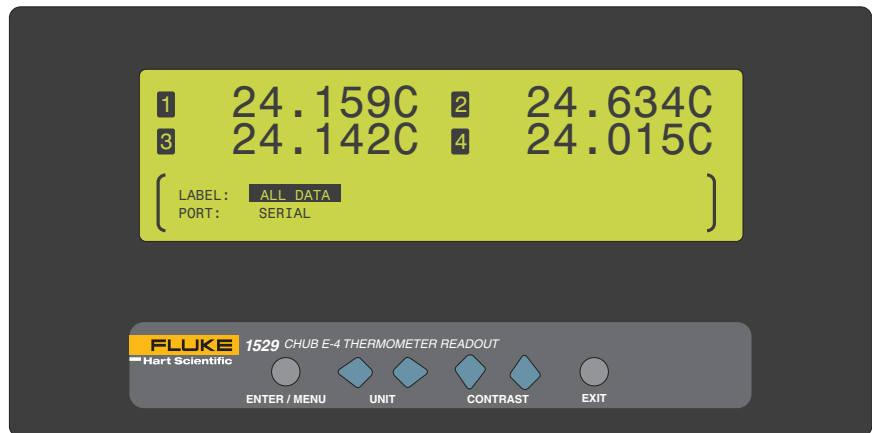 1 24.159C 2 24.634C
3 24.142C 4 24.015C
LABEL: ALL DATA
PORT: SERIAL
FLUKE 1529 CHUB E-4 THERMOMETER READOUT
Hart Scientific
ENTER / MENU UNIT CONTRAST EXIT